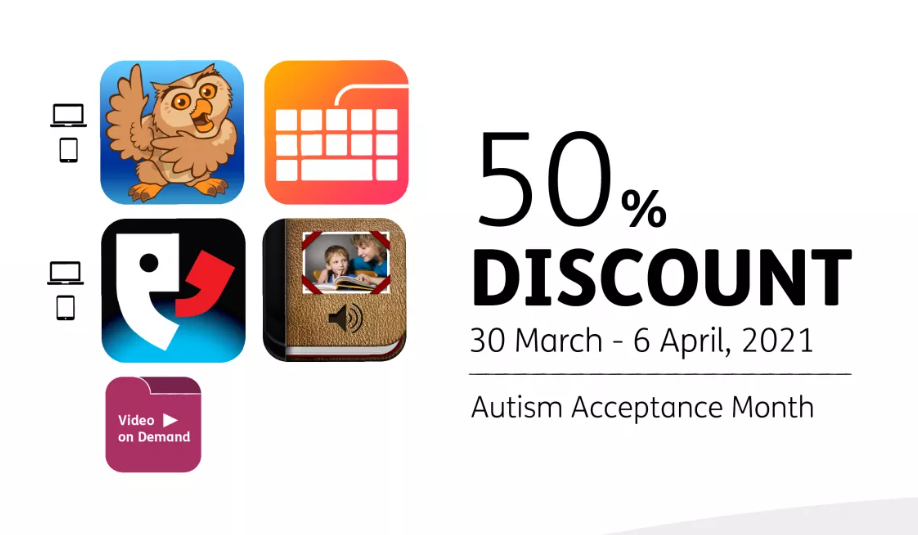 50%
DISCOUNT
30 March - 6 April, 2021
Autism Acceptance Month
Video
on Demand